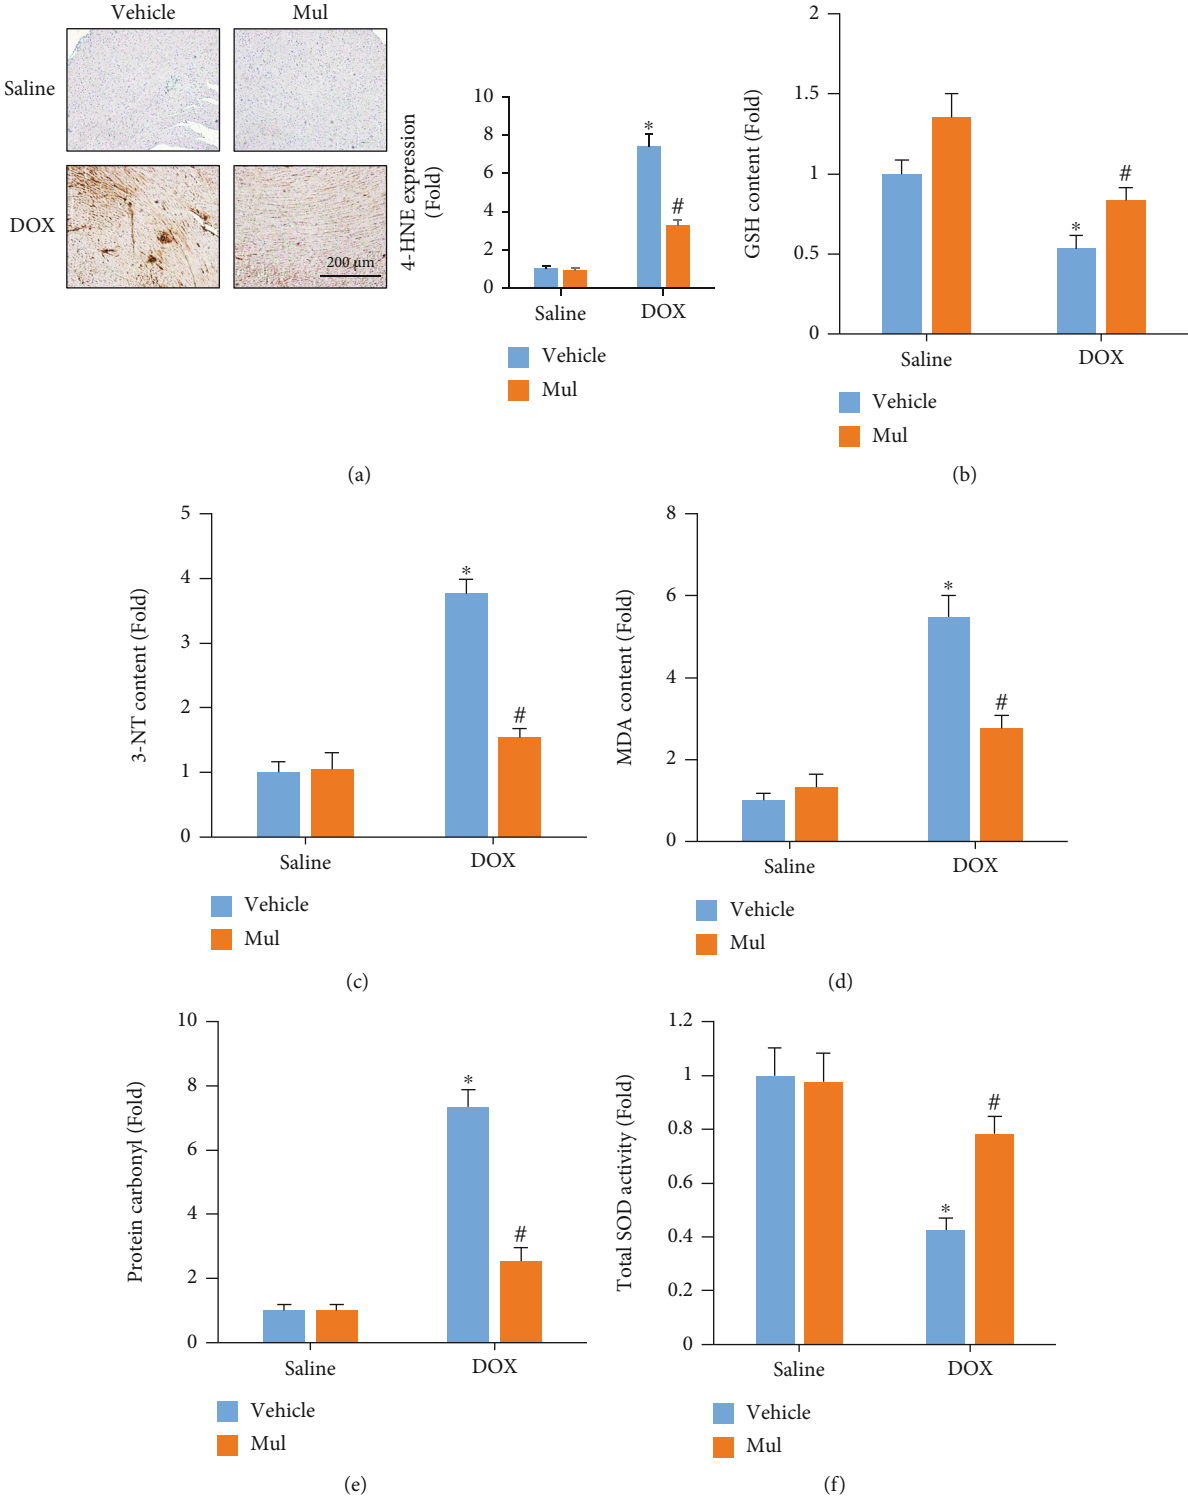 Vehicle Mul
Saline
DOX
200 µm
4-HNE expression
(Fold)
10
8
6
4
2
0
*
#
Saline DOX
Vehicle
Mul
(a)
GSH content (Fold)
2
1.5
1
0.5
0
*
#
Saline DOX
Vehicle
Mul
(b)
3-NT content (Fold)
5
4
3
2
1
0
*
#
Saline DOX
Vehicle
Mul
(c)
MDA content (Fold)
8
6
4
2
0
*
#
Saline DOX
Vehicle
Mul
(d)
Protein carbonyl (Fold)
10
8
6
4
2
0
*
#
Saline DOX
Vehicle
Mul
(e)
Total SOD activity (Fold)
1.2
1
0.8
0.6
0.4
0.2
0
*
#
Saline DOX
Vehicle
Mul
(f)